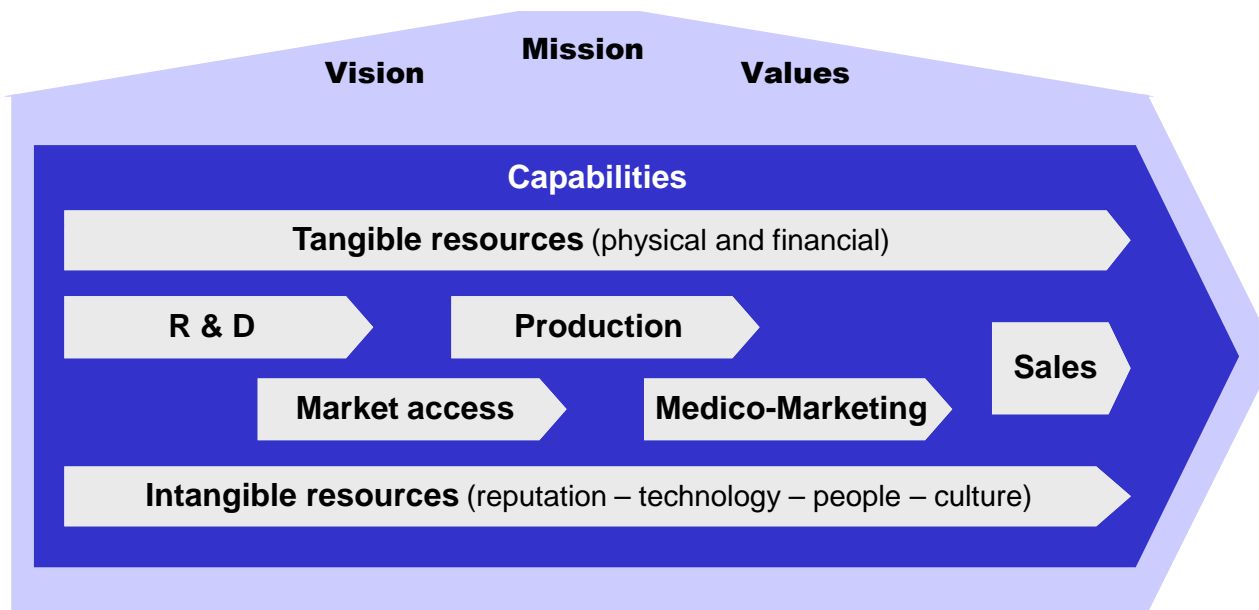 Mission
Vision
Values
Capabilities
Tangible resources (physical and financial)
R & D
Production
Sales
Market access
Medico-Marketing
Intangible resources (reputation – technology – people – culture)